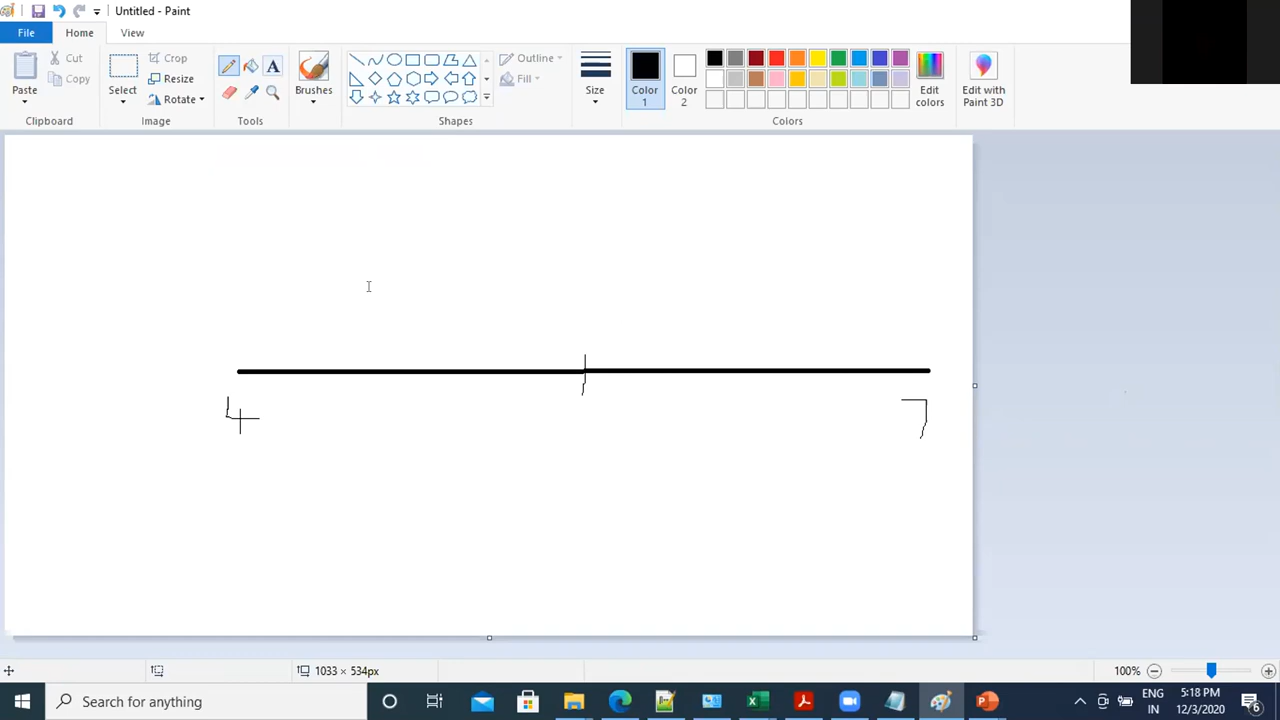 Untitled - Paint
File Home View
Paste Cut Copy Select Crop Resize Rotate A Brushes Outline Fill Size Color 1 Color 2 Edit colors Edit with Paint 3D
Clipboard Image Tools Shapes Colors
4 7
1033 × 534px 100%
Search for anything ENG IN 5:18 PM 12/3/2020 6